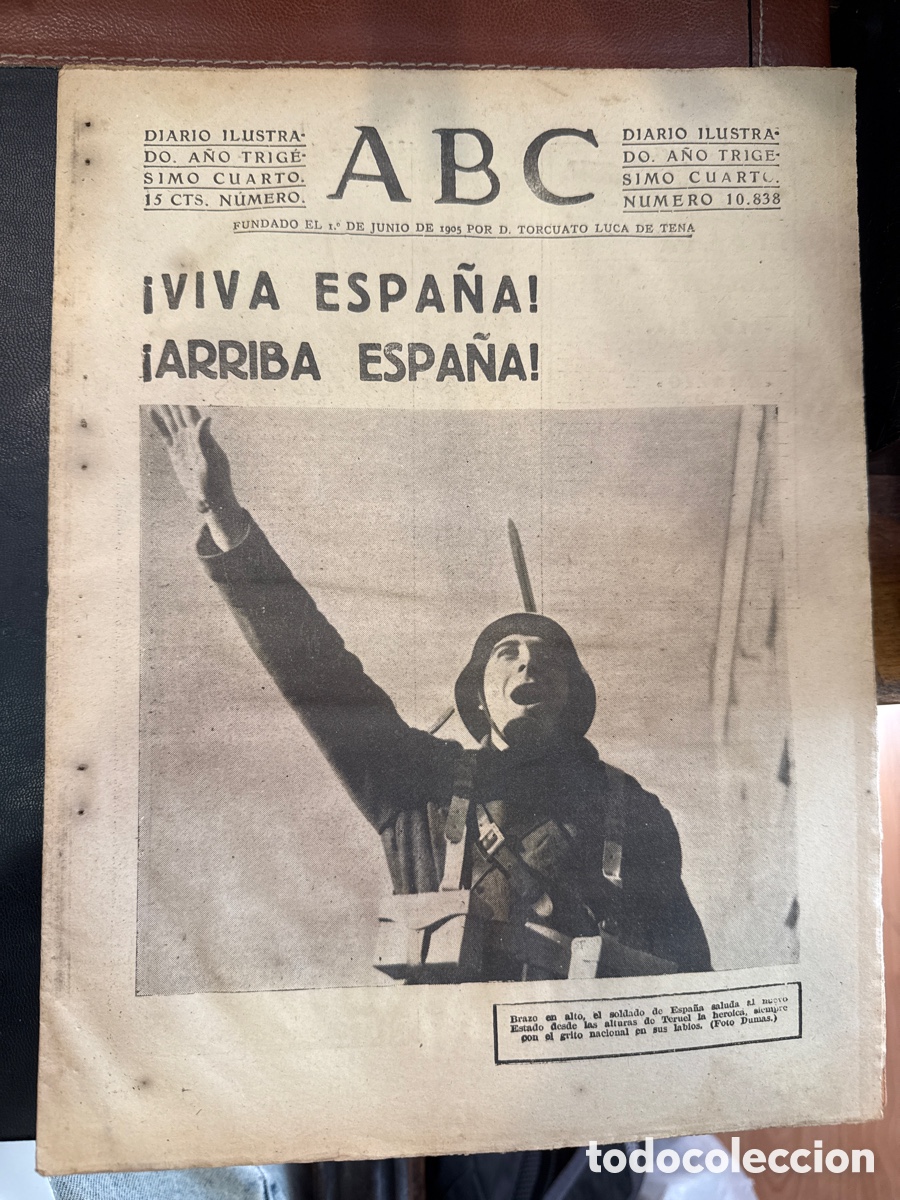 DIARIO ILUSTRA-
DO. AÑO TRIGÉ-
SIMO CUARTO.
15 CTS. NÚMERO.
ABC
DIARIO ILUSTRA-
DO. AÑO TRIGE-
SIMO CUARTO.
NUMERO 10.838
FUNDADO EL 1.º DE JUNIO DE 1905 POR D. TORCUATO LUCA DE TENA
¡VIVA ESPAÑA!
¡ARRIBA ESPAÑA!
Brazo en alto, el soldado de España saluda al nuevo
Estado desde las alturas de Teruel la heroica, siempre
con el grito nacional en sus labios. (Foto Dumas.)
todocoleccion